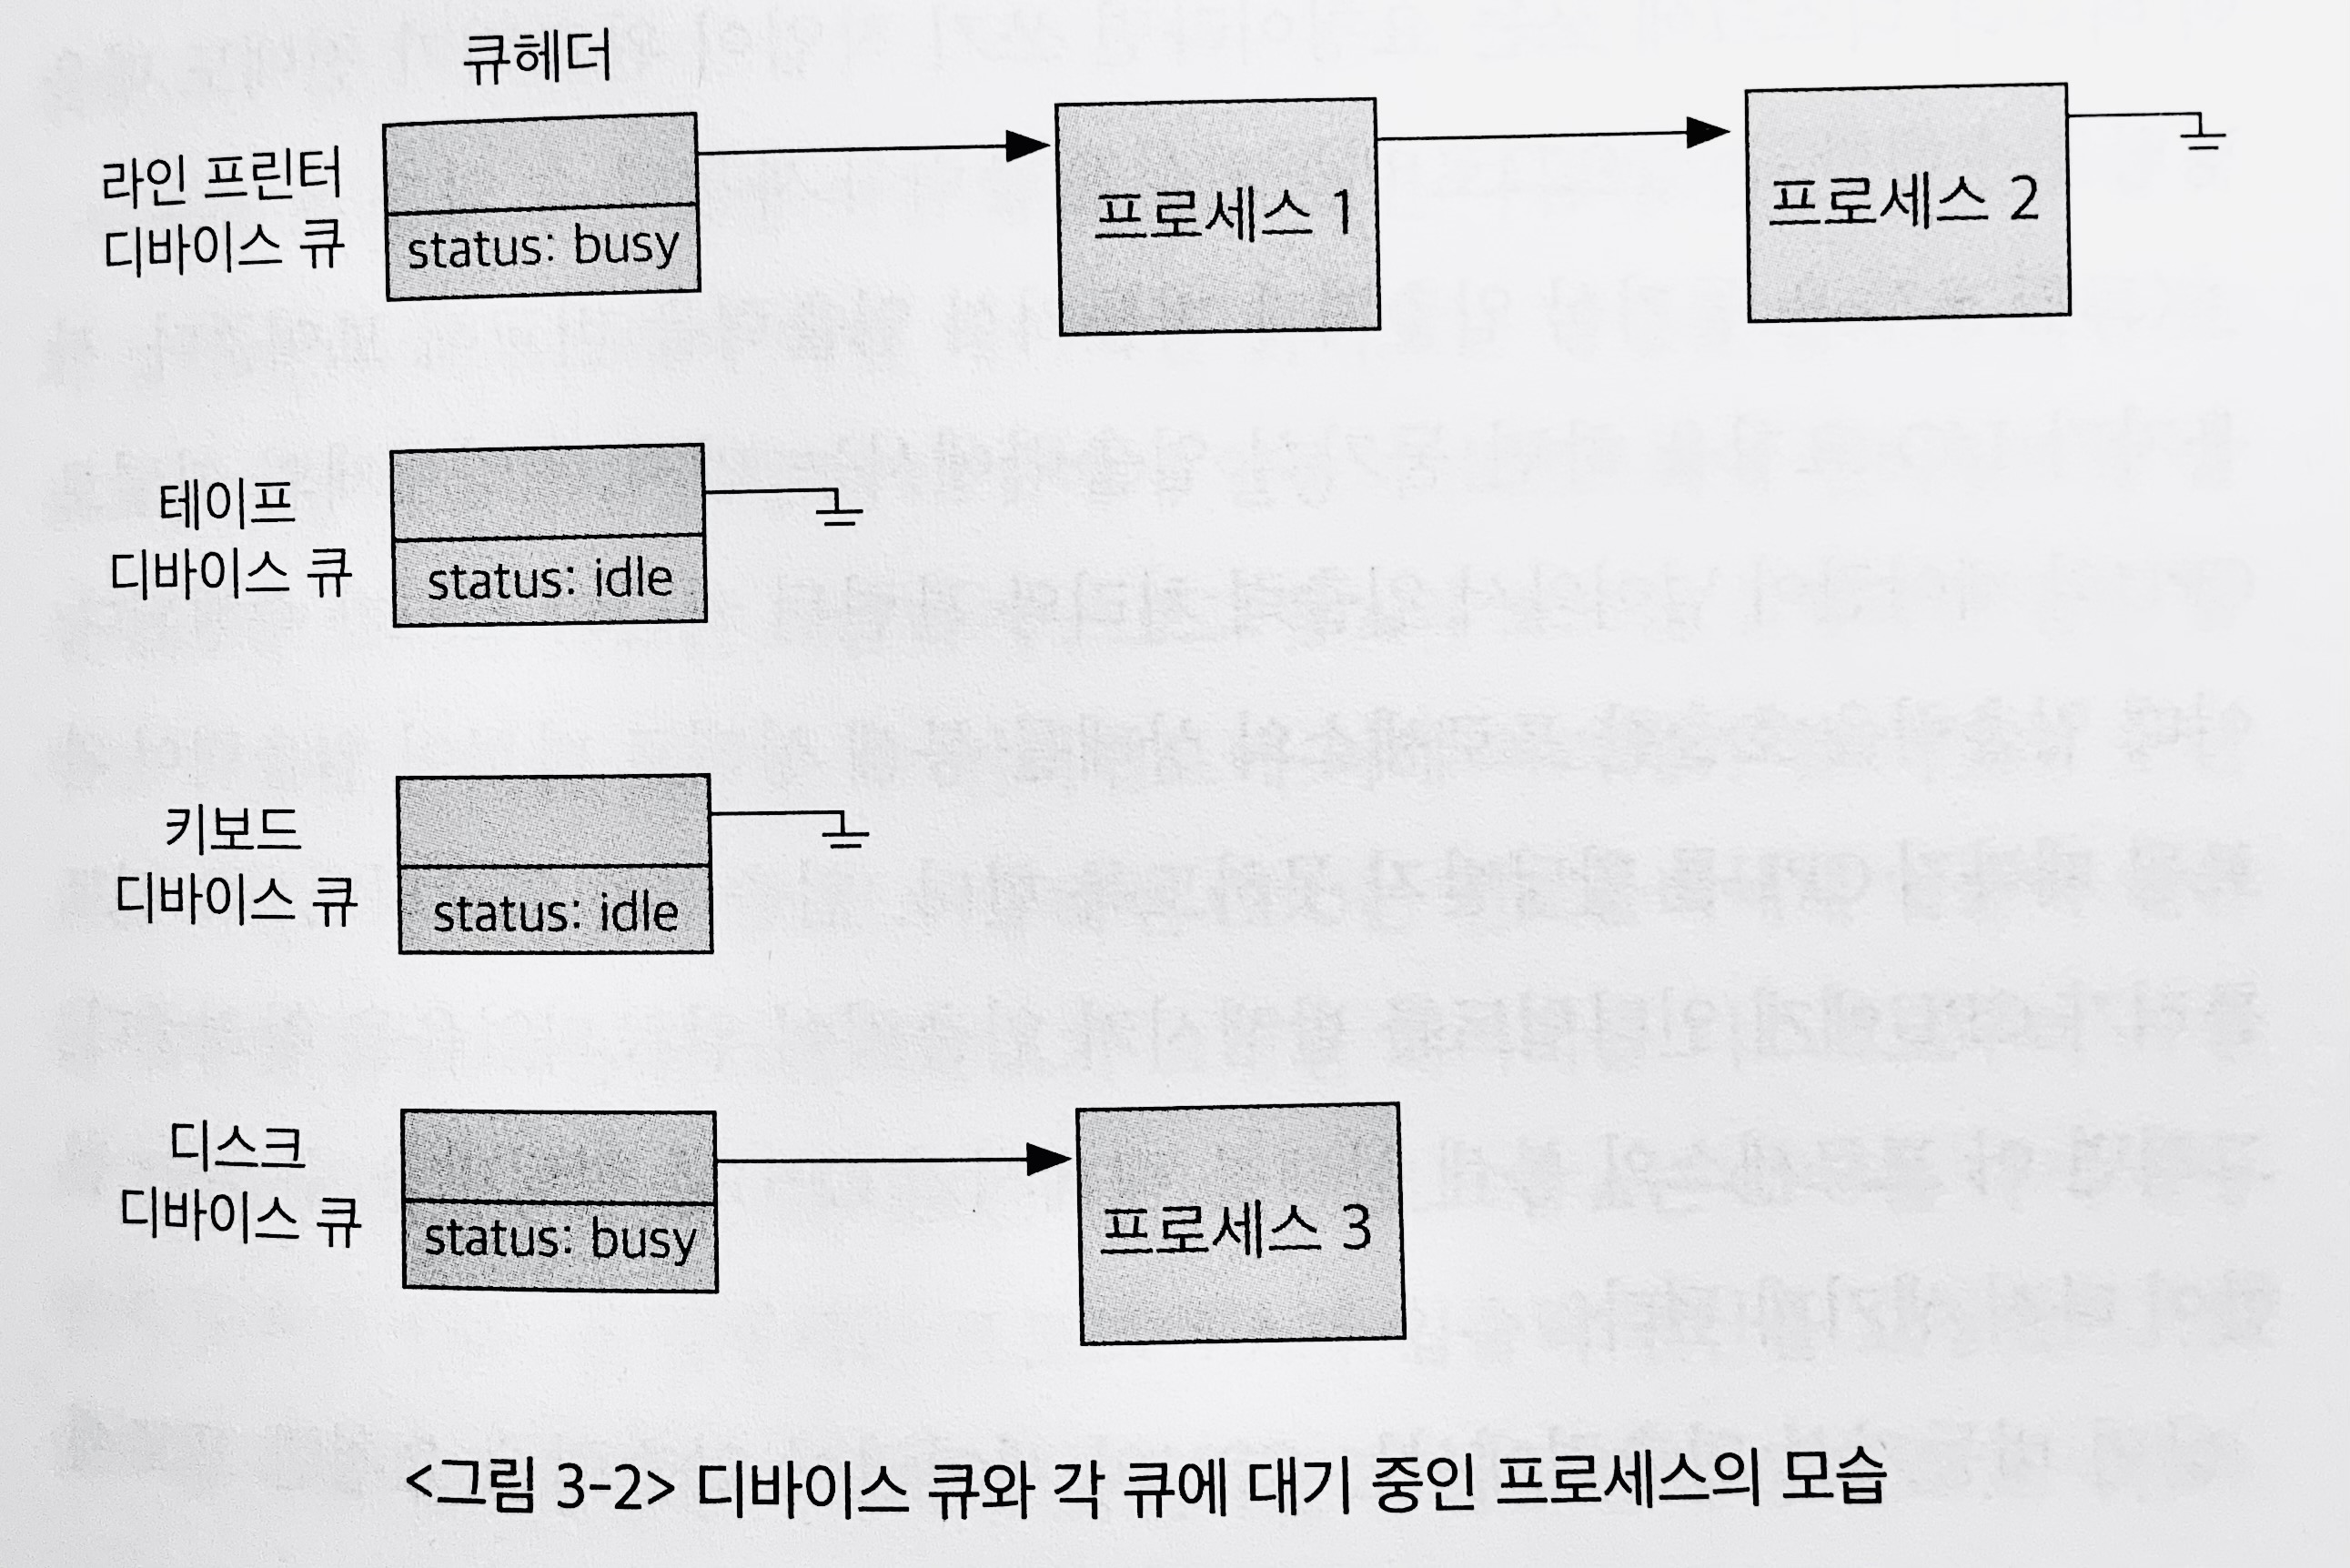 큐헤더
라인 프린터
디바이스 큐
status: busy
프로세스 1
프로세스 2
테이프
디바이스 큐
status: idle
키보드
디바이스 큐
status: idle
디스크
디바이스 큐
status: busy
프로세스 3
<그림 3-2> 디바이스 큐와 각 큐에 대기 중인 프로세스의 모습